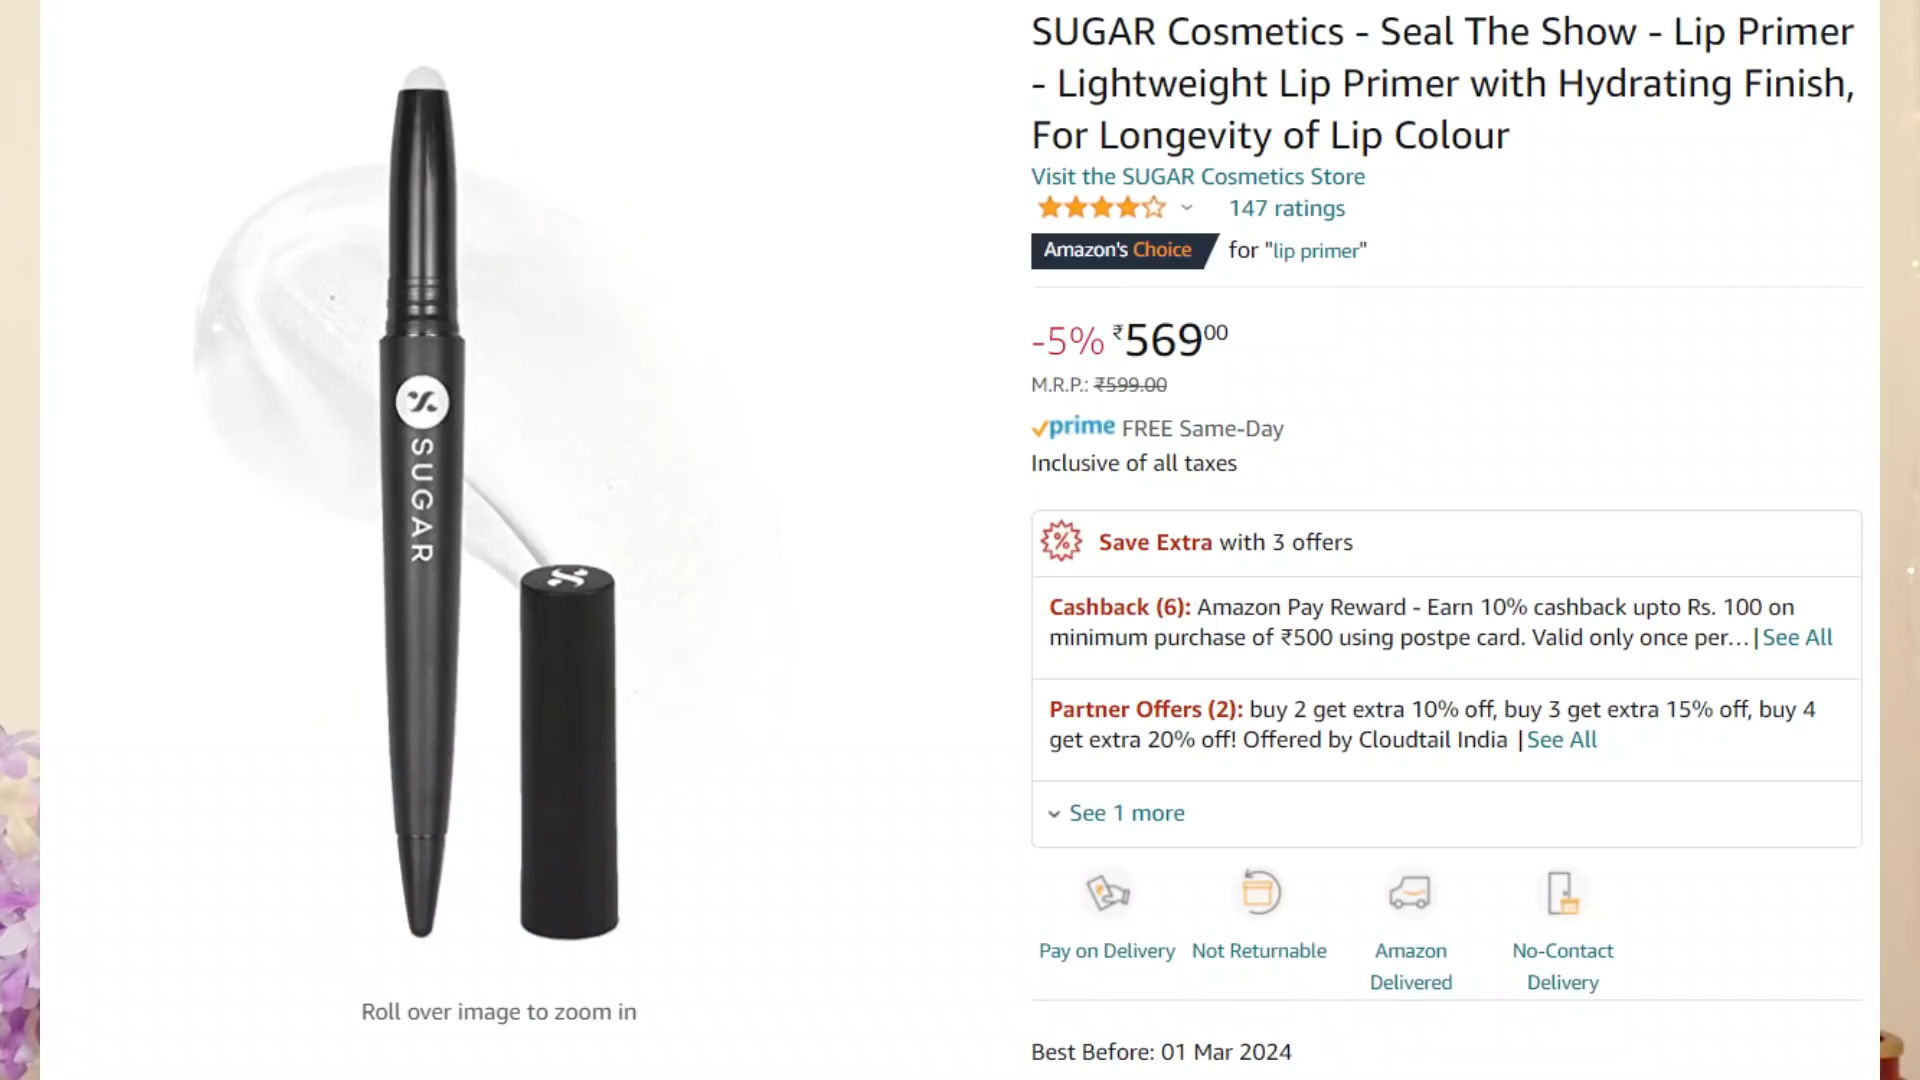 SUGAR Cosmetics - Seal The Show - Lip Primer
- Lightweight Lip Primer with Hydrating Finish,
For Longevity of Lip Colour
Visit the SUGAR Cosmetics Store
147 ratings
Amazon's Choice for "lip primer"
-5% ₹569⁰⁰
M.R.P.: ₹599.00
prime FREE Same-Day
Inclusive of all taxes
Save Extra with 3 offers
Cashback (6): Amazon Pay Reward - Earn 10% cashback upto Rs. 100 on
minimum purchase of ₹500 using postpe card. Valid only once per... | See All
Partner Offers (2): buy 2 get extra 10% off, buy 3 get extra 15% off, buy 4
get extra 20% off! Offered by Cloudtail India | See All
See 1 more
Pay on Delivery
Not Returnable
Amazon
Delivered
No-Contact
Delivery
Best Before: 01 Mar 2024
SUGAR
Roll over image to zoom in